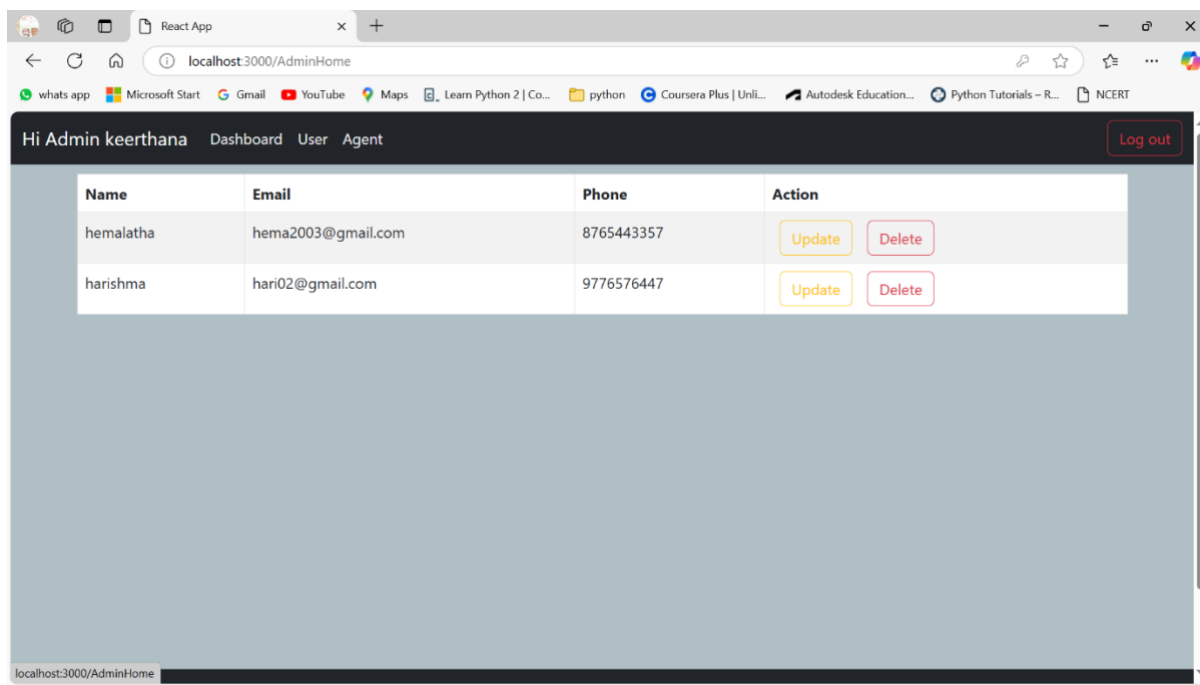 React App
localhost:3000/AdminHome
whats app Microsoft Start G Gmail YouTube Maps Learn Python 2 | Co... python Coursera Plus | Unli... Autodesk Education... Python Tutorials – R... NCERT
Hi Admin keerthana Dashboard User Agent Log out
Name Email Phone Action
hemalatha hema2003@gmail.com 8765443357 Update Delete
harishma hari02@gmail.com 9776576447 Update Delete
localhost:3000/AdminHome